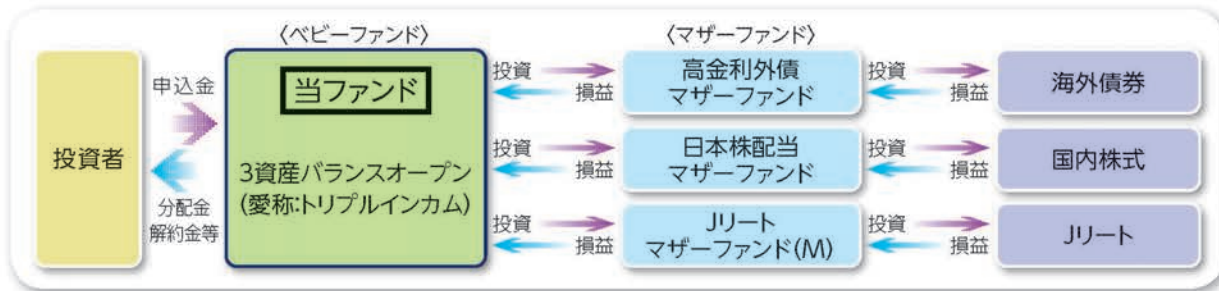 〈ベビーファンド〉
〈マザーファンド〉
投資者
申込金
分配金
解約金等
当ファンド
3資産バランスオープン
(愛称:トリプルインカム)
投資
損益
高金利外債
マザーファンド
投資
損益
海外債券
投資
損益
日本株配当
マザーファンド
投資
損益
国内株式
投資
損益
Jリート
マザーファンド(M)
投資
損益
Jリート